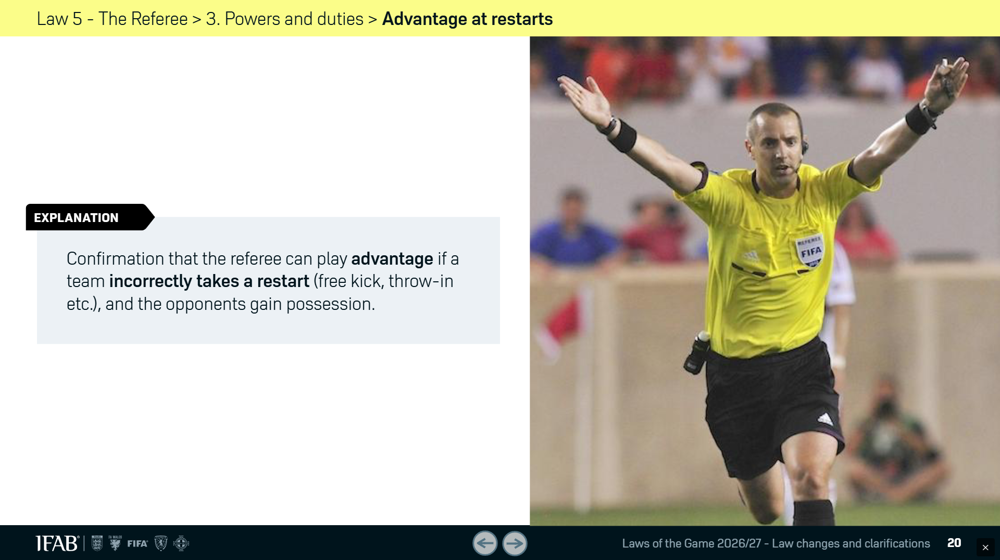 Law 5 - The Referee > 3. Powers and duties > Advantage at restarts
EXPLANATION
Confirmation that the referee can play advantage if a
team incorrectly takes a restart (free kick, throw-in
etc.), and the opponents gain possession.
REFEREE
FIFA
IFAB
FA WALES
FIFA
Laws of the Game 2026/27 - Law changes and clarifications
20